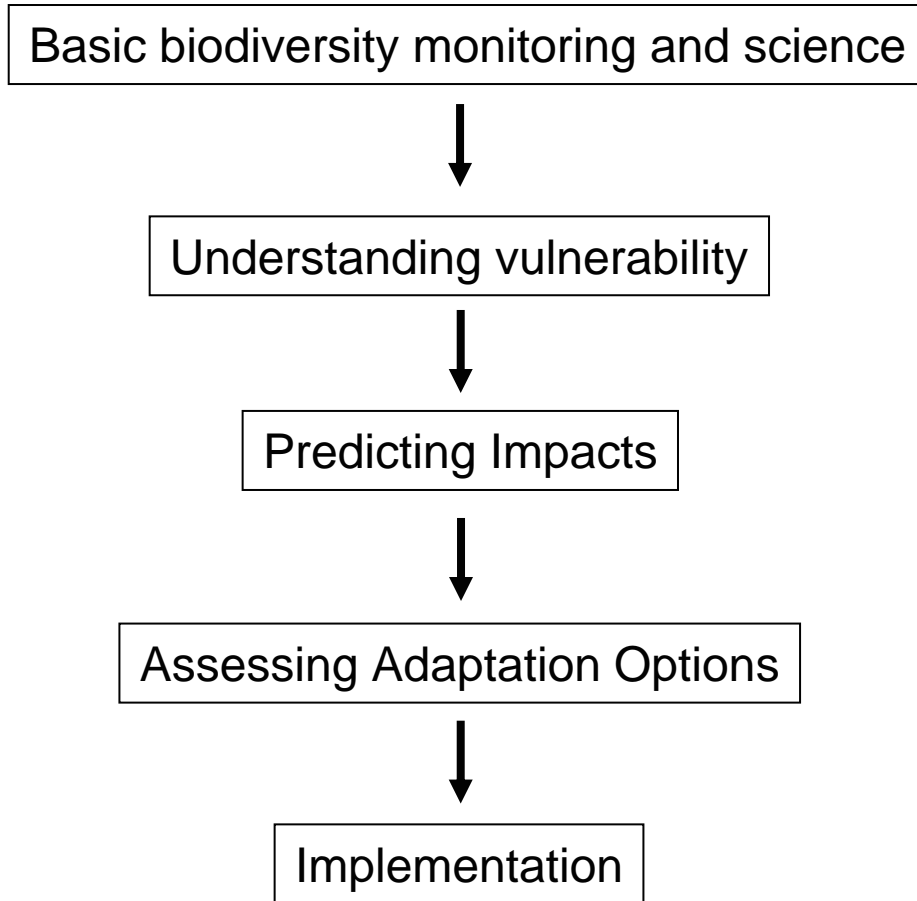 Basic biodiversity monitoring and science
Understanding vulnerability
Predicting Impacts
Assessing Adaptation Options
Implementation